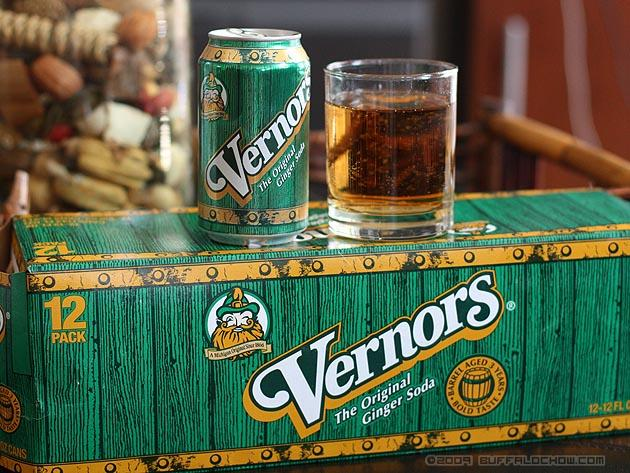 Vernors
The Original
Ginger Soda
12
PACK
A Michigan Original Since 1866
Vernors®
The Original
Ginger Soda
BARREL AGED 3 YEARS
BOLD TASTE
12-12 FL O
OZ CANS
©2009 BUFFALOCHOW.COM